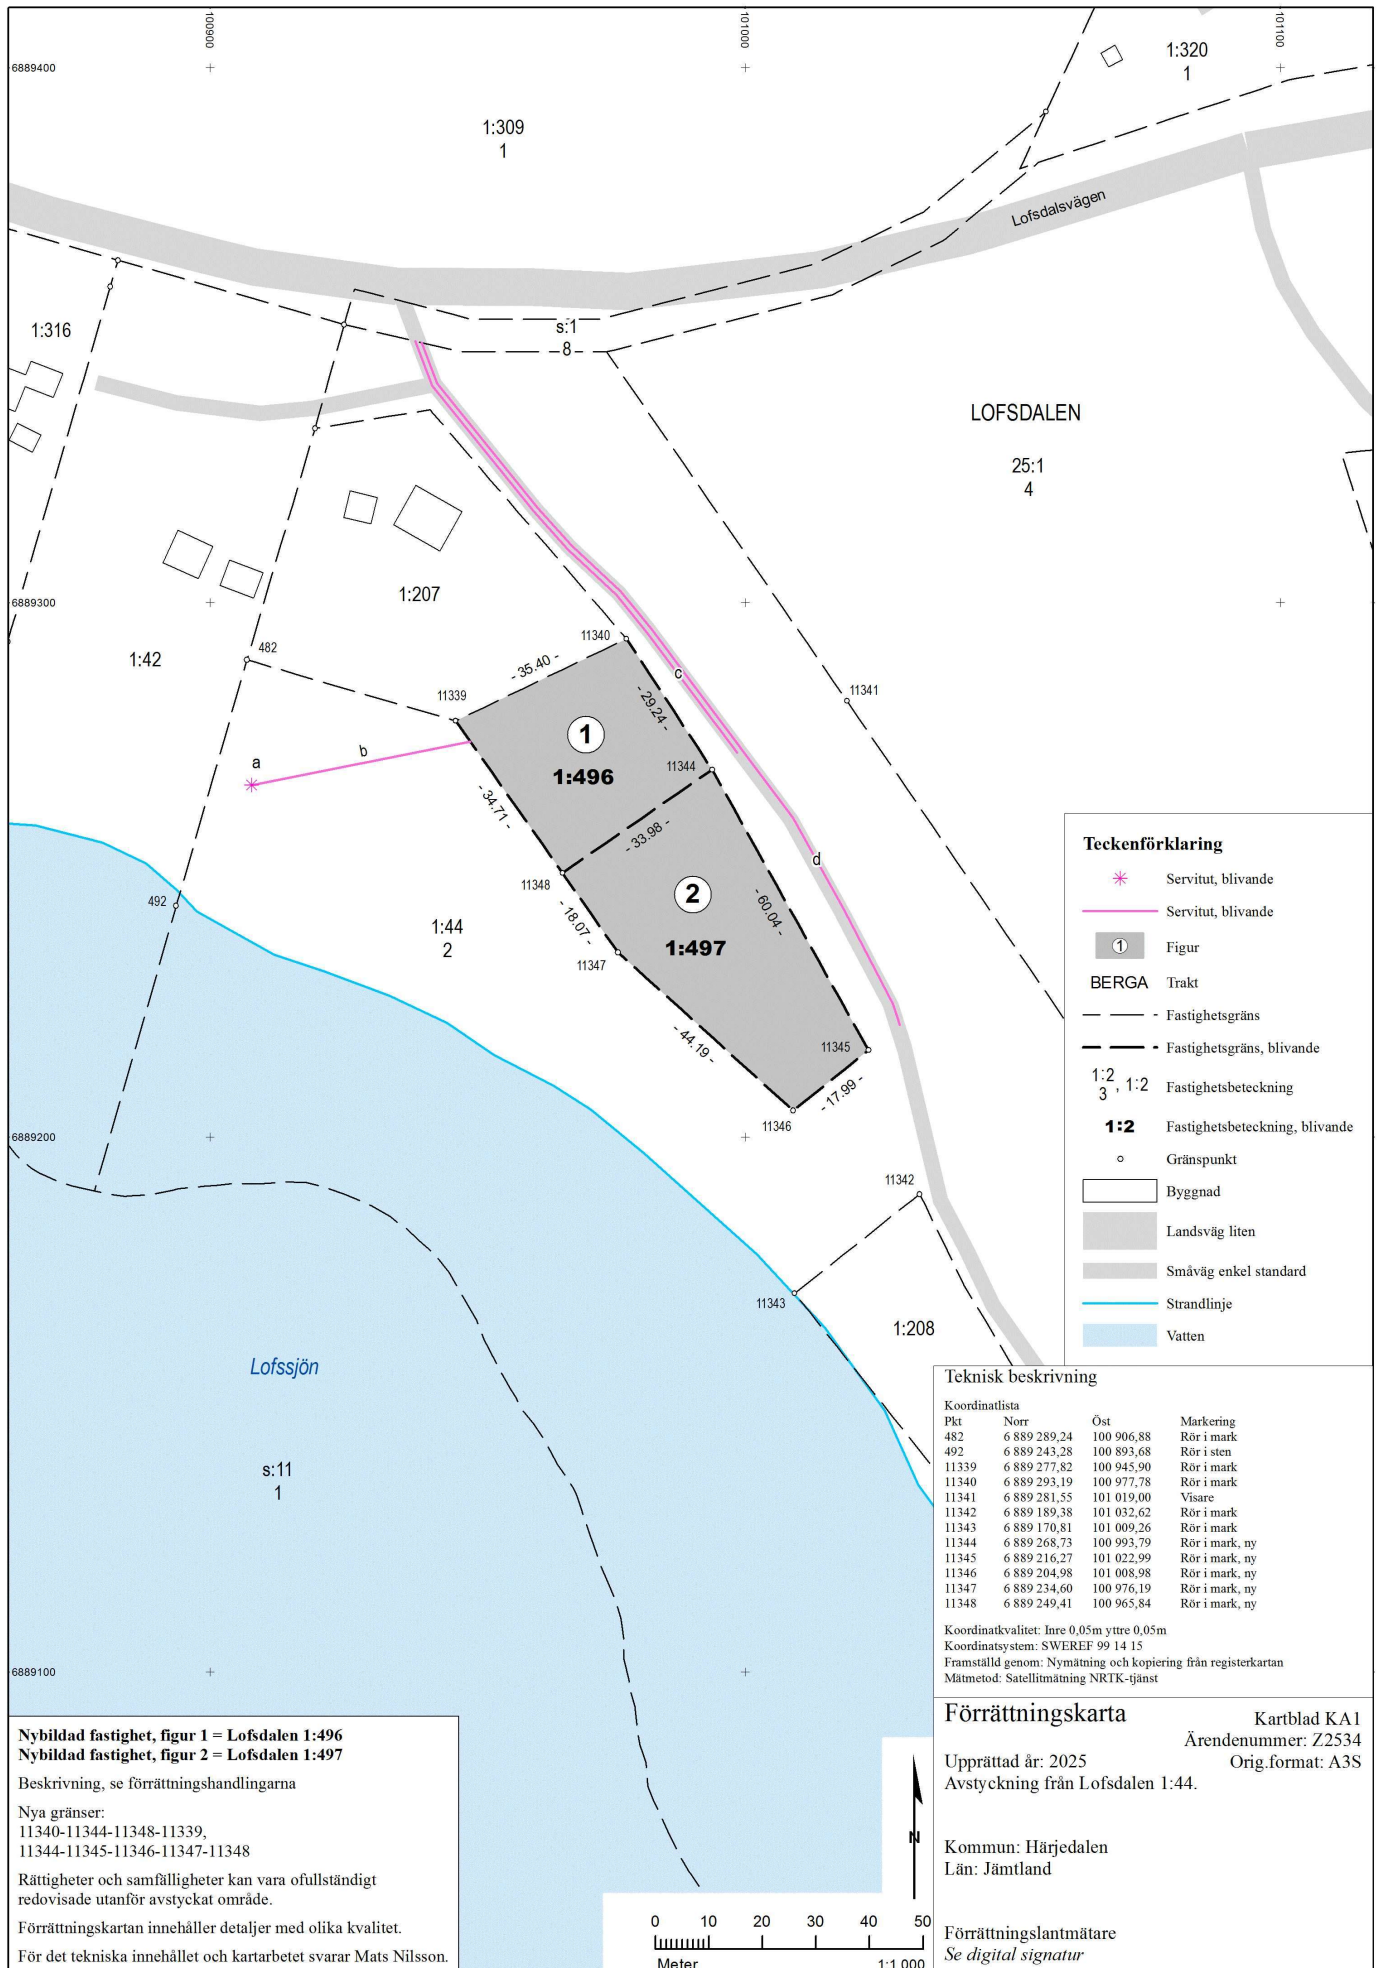 100900
101000
101100
6889400
1:320
1
1:309
1
Lofsdalsvägen
1:316
s:1
8
LOFSDALEN
25:1
4
6889300
1:207
1:42
482
11340
- 35.40 -
11339
- 29.24 -
c
11341
a
b
1
1:496
11344
- 34.71 -
- 33.98 -
d
11348
492
2
1:497
- 60.04 -
- 18.07 -
1:44
2
11347
- 44.19 -
11345
- 17.99 -
11346
6889200
11342
11343
1:208
Lofssjön
s:11
1
6889100
Teckenförklaring
Servitut, blivande
Servitut, blivande
1 Figur
BERGA Trakt
Fastighetsgräns
Fastighetsgräns, blivande
1:2
3 , 1:2 Fastighetsbeteckning
1:2 Fastighetsbeteckning, blivande
Gränspunkt
Byggnad
Landsväg liten
Småväg enkel standard
Strandlinje
Vatten
Teknisk beskrivning
Koordinatlista
Pkt Norr Öst Markering
482 6 889 289,24 100 906,88 Rör i mark
492 6 889 243,28 100 893,68 Rör i sten
11339 6 889 277,82 100 945,90 Rör i mark
11340 6 889 293,19 100 977,78 Rör i mark
11341 6 889 281,55 101 019,00 Visare
11342 6 889 189,38 101 032,62 Rör i mark
11343 6 889 170,81 101 009,26 Rör i mark
11344 6 889 268,73 100 993,79 Rör i mark, ny
11345 6 889 216,27 101 022,99 Rör i mark, ny
11346 6 889 204,98 101 008,98 Rör i mark, ny
11347 6 889 234,60 100 976,19 Rör i mark, ny
11348 6 889 249,41 100 965,84 Rör i mark, ny
Koordinatkvalitet: Inre 0,05m yttre 0,05m
Koordinatsystem: SWEREF 99 14 15
Framställd genom: Nymätning och kopiering från registerkartan
Mätmetod: Satellitmätning NRTK-tjänst
Nybildad fastighet, figur 1 = Lofsdalen 1:496
Nybildad fastighet, figur 2 = Lofsdalen 1:497
Beskrivning, se förrättningshandlingarna
Nya gränser:
11340-11344-11348-11339,
11344-11345-11346-11347-11348
Rättigheter och samfälligheter kan vara ofullständigt
redovisade utanför avstyckat område.
Förrättningskartan innehåller detaljer med olika kvalitet.
För det tekniska innehållet och kartarbetet svarar Mats Nilsson.
N
0 10 20 30 40 50
Meter 1:1 000
Förrättningskarta
Kartblad KA1
Ärendenummer: Z2534
Orig.format: A3S
Upprättad år: 2025
Avstyckning från Lofsdalen 1:44.
Kommun: Härjedalen
Län: Jämtland
Förrättningslantmätare
Se digital signatur